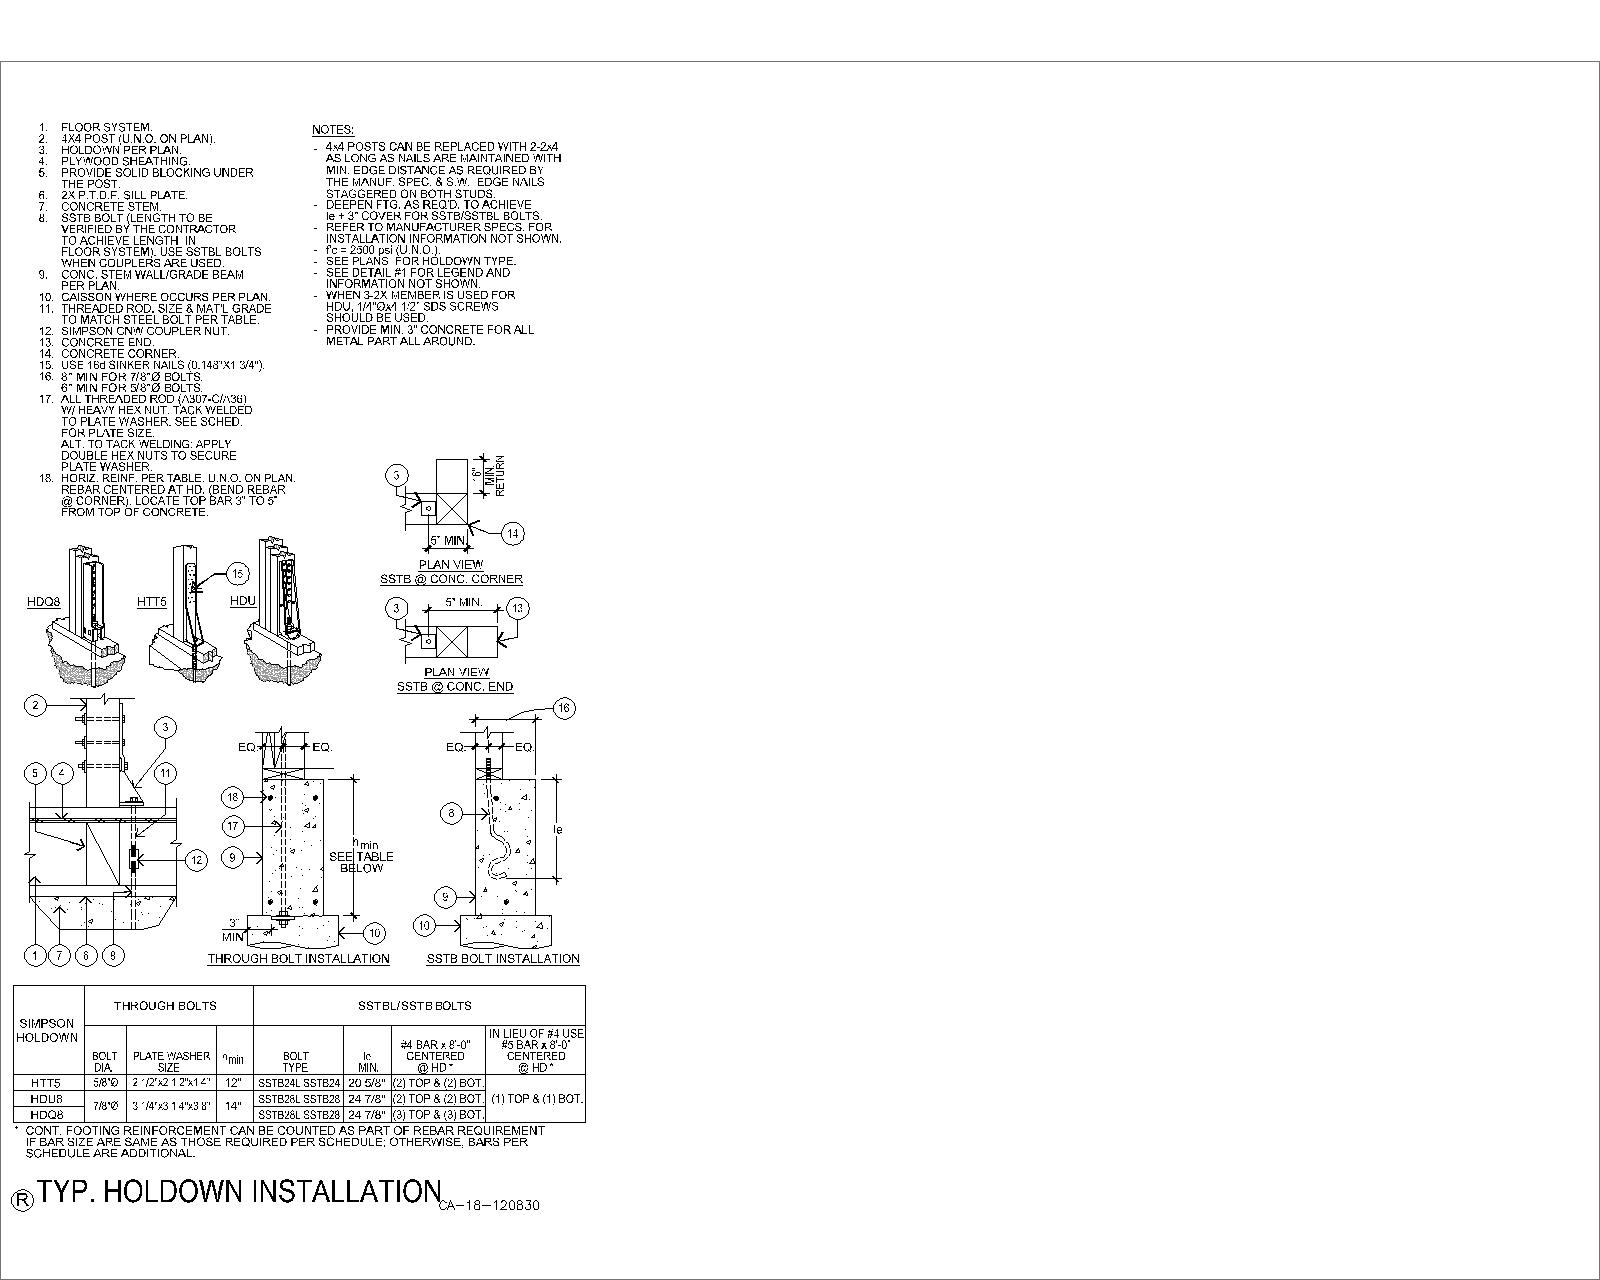 1. FLOOR SYSTEM.
2. 4X4 POST (U.N.O. ON PLAN).
3. HOLDOWN PER PLAN.
4. PLYWOOD SHEATHING.
5. PROVIDE SOLID BLOCKING UNDER
THE POST.
6. 2X P.T.D.F. SILL PLATE.
7. CONCRETE STEM.
8. SSTB BOLT (LENGTH TO BE
VERIFIED BY THE CONTRACTOR
TO ACHIEVE LENGTH IN
FLOOR SYSTEM). USE SSTBL BOLTS
WHEN COUPLERS ARE USED.
9. CONC. STEM WALL/GRADE BEAM
PER PLAN.
10. CAISSON WHERE OCCURS PER PLAN.
11. THREADED ROD, SIZE & MAT'L GRADE
TO MATCH STEEL BOLT PER TABLE.
12. SIMPSON CNW COUPLER NUT.
13. CONCRETE END.
14. CONCRETE CORNER.
15. USE 16d SINKER NAILS (0.148"X1 3/4").
16. 8" MIN FOR 7/8"Ø BOLTS.
6" MIN FOR 5/8"Ø BOLTS.
17. ALL THREADED ROD (A307-C/A36)
W/ HEAVY HEX NUT. TACK WELDED
TO PLATE WASHER. SEE SCHED.
FOR PLATE SIZE.
ALT. TO TACK WELDING: APPLY
DOUBLE HEX NUTS TO SECURE
PLATE WASHER.
18. HORIZ. REINF. PER TABLE. U.N.O. ON PLAN.
REBAR CENTERED AT HD. (BEND REBAR
@ CORNER). LOCATE TOP BAR 3" TO 5"
FROM TOP OF CONCRETE.
NOTES:
- 4x4 POSTS CAN BE REPLACED WITH 2-2x4
AS LONG AS NAILS ARE MAINTAINED WITH
MIN. EDGE DISTANCE AS REQUIRED BY
THE MANUF. SPEC. & S.W. EDGE NAILS
STAGGERED ON BOTH STUDS.
- DEEPEN FTG. AS REQ'D. TO ACHIEVE
le + 3" COVER FOR SSTB/SSTBL BOLTS.
- REFER TO MANUFACTURER SPECS. FOR
INSTALLATION INFORMATION NOT SHOWN.
- f'c = 2500 psi (U.N.O.).
- SEE PLANS FOR HOLDOWN TYPE.
- SEE DETAIL #1 FOR LEGEND AND
INFORMATION NOT SHOWN.
- WHEN 3-2X MEMBER IS USED FOR
HDU, 1/4"Øx4 1/2" SDS SCREWS
SHOULD BE USED.
- PROVIDE MIN. 3" CONCRETE FOR ALL
METAL PART ALL AROUND.
3
16"
MIN.
RETURN
14
5" MIN.
PLAN VIEW
SSTB @ CONC. CORNER
HDQ8
HTT5
15
HDU
3
5" MIN.
13
PLAN VIEW
SSTB @ CONC. END
2
3
5
4
11
12
1
7
6
8
EQ.
EQ.
18
17
9
hmin
SEE TABLE
BELOW
3"
MIN
10
THROUGH BOLT INSTALLATION
16
EQ.
EQ.
8
le
9
10
SSTB BOLT INSTALLATION
SIMPSON
HOLDOWN
THROUGH BOLTS
SSTBL/SSTB BOLTS
BOLT
DIA.
PLATE WASHER
SIZE
hmin
BOLT
TYPE
le
MIN.
#4 BAR x 8'-0"
CENTERED
@ HD *
IN LIEU OF #4 USE
#5 BAR x 8'-0"
CENTERED
@ HD *
HTT5 5/8"Ø 2 1/2"x2 1/2"x1/4" 12" SSTB24L SSTB24 20 5/8" (2) TOP & (2) BOT.
HDU8 7/8"Ø 3 1/4"x3 1/4"x3/8" 14" SSTB28L SSTB28 24 7/8" (2) TOP & (2) BOT. (1) TOP & (1) BOT.
HDQ8 SSTB28L SSTB28 24 7/8" (3) TOP & (3) BOT.
* CONT. FOOTING REINFORCEMENT CAN BE COUNTED AS PART OF REBAR REQUIREMENT
IF BAR SIZE ARE SAME AS THOSE REQUIRED PER SCHEDULE; OTHERWISE, BARS PER
SCHEDULE ARE ADDITIONAL.
R TYP. HOLDOWN INSTALLATION
CA-18-120830